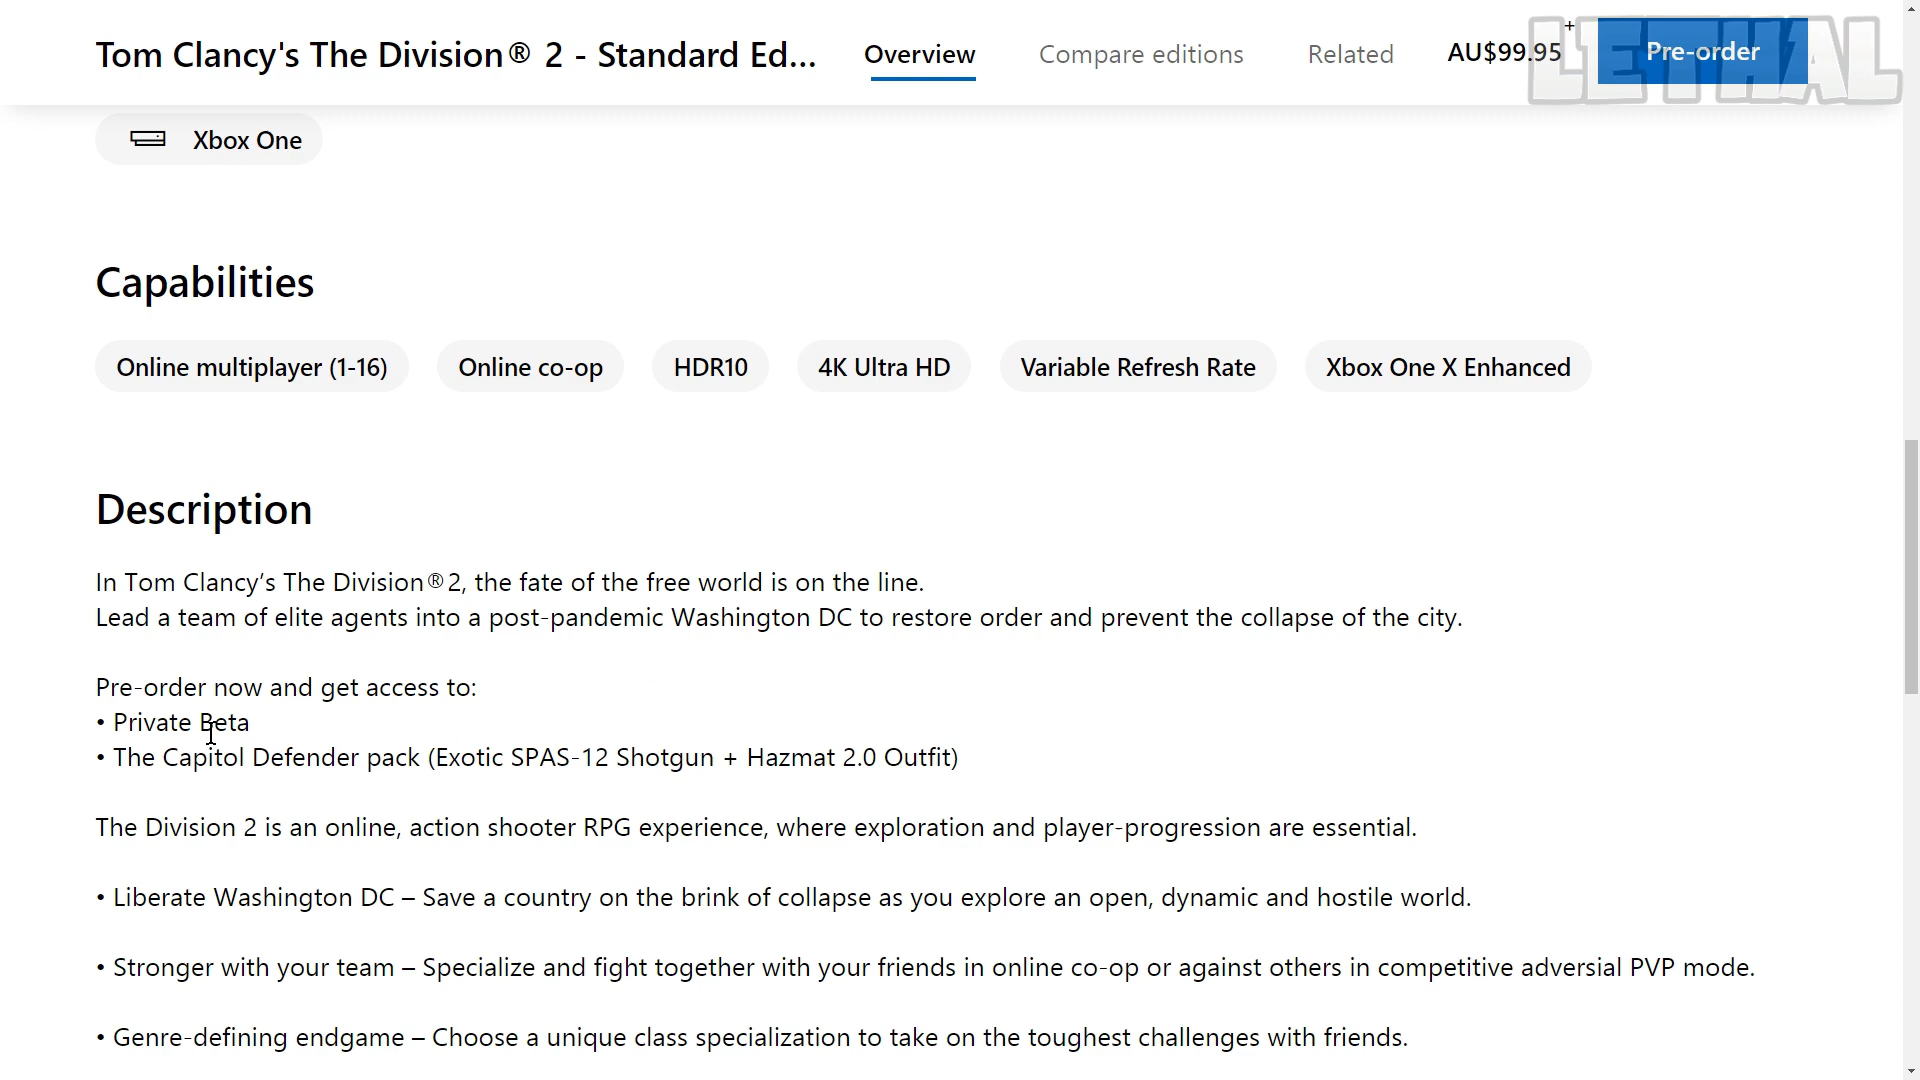 Tom Clancy's The Division® 2 - Standard Ed... Overview Compare editions Related AU$99.95+ Pre-order
LETHAL
Xbox One
Capabilities
Online multiplayer (1-16) Online co-op HDR10 4K Ultra HD Variable Refresh Rate Xbox One X Enhanced
Description
In Tom Clancy’s The Division®2, the fate of the free world is on the line.
Lead a team of elite agents into a post-pandemic Washington DC to restore order and prevent the collapse of the city.
Pre-order now and get access to:
• Private Beta
• The Capitol Defender pack (Exotic SPAS-12 Shotgun + Hazmat 2.0 Outfit)
The Division 2 is an online, action shooter RPG experience, where exploration and player-progression are essential.
• Liberate Washington DC – Save a country on the brink of collapse as you explore an open, dynamic and hostile world.
• Stronger with your team – Specialize and fight together with your friends in online co-op or against others in competitive adversial PVP mode.
• Genre-defining endgame – Choose a unique class specialization to take on the toughest challenges with friends.